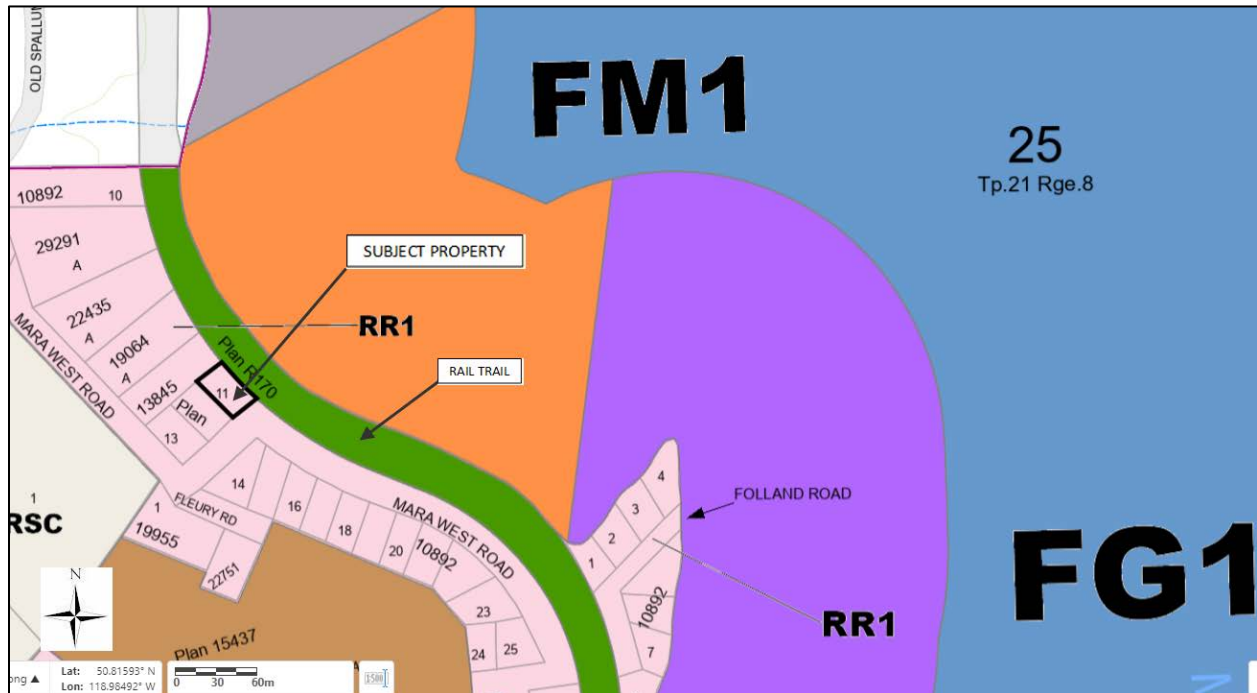 OLD SPALLUM
FM1
25
Tp.21 Rge.8
10892
10
29291
A
SUBJECT PROPERTY
22435
A
RR1
19064
A
Plan R170
MARA WEST ROAD
RAIL TRAIL
13845
11
Plan
13
14
4
3
FOLLAND ROAD
1
RSC
FLEURY RD
1
19955
16
18
MARA WEST ROAD
20
10892
2
1
FG1
22751
10892
RR1
23
N
Plan 15437
24
25
7
ong ▲
Lat: 50.81593° N
Lon: 118.98492° W
0 30 60m
A
N